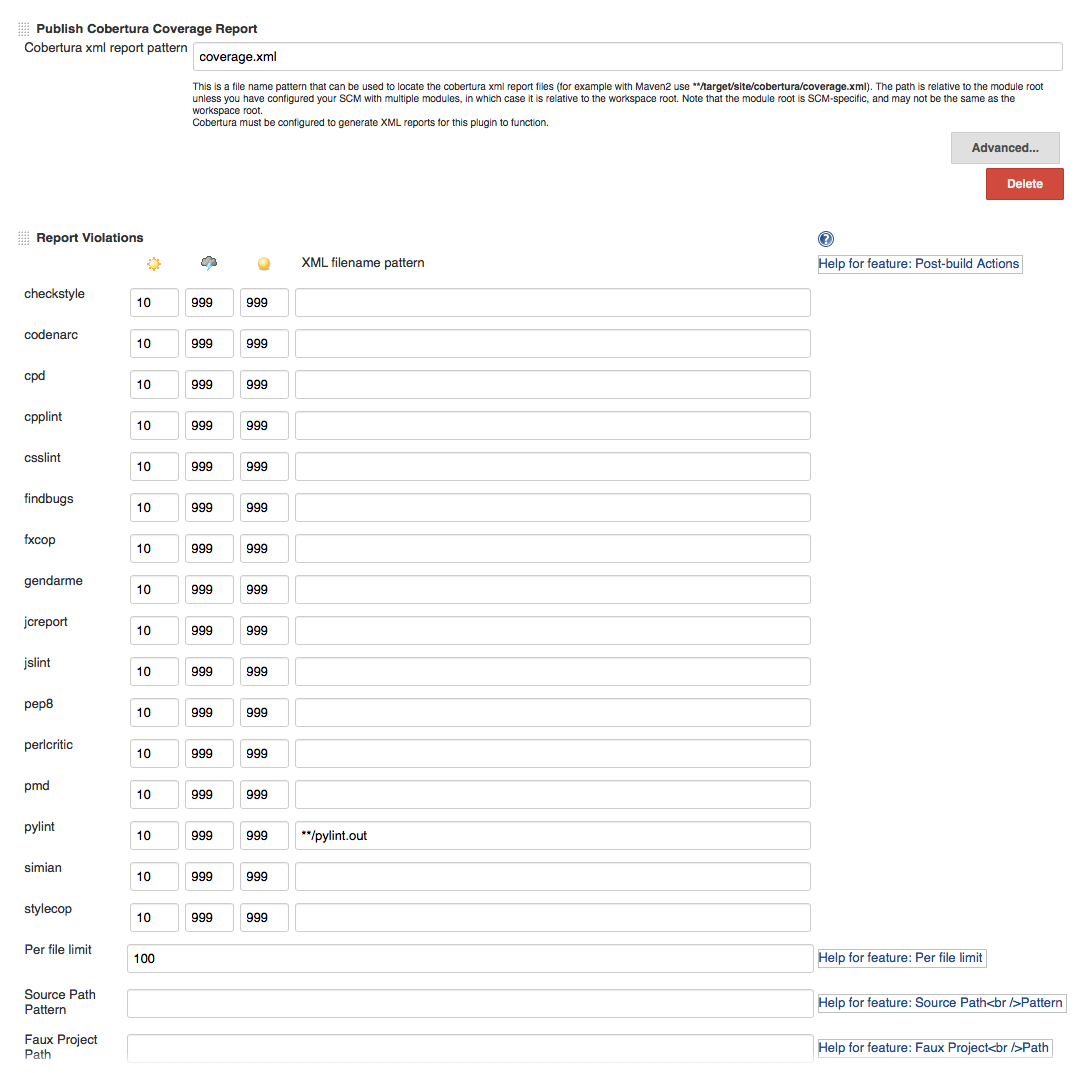 Publish Cobertura Coverage Report
Cobertura xml report pattern
coverage.xml
This is a file name pattern that can be used to locate the cobertura xml report files (for example with Maven2 use **/target/site/cobertura/coverage.xml). The path is relative to the module root
unless you have configured your SCM with multiple modules, in which case it is relative to the workspace root. Note that the module root is SCM-specific, and may not be the same as the
workspace root.
Cobertura must be configured to generate XML reports for this plugin to function.
Advanced...
Delete
Report Violations
?
XML filename pattern
Help for feature: Post-build Actions
checkstyle 10 999 999
codenarc 10 999 999
cpd 10 999 999
cpplint 10 999 999
csslint 10 999 999
findbugs 10 999 999
fxcop 10 999 999
gendarme 10 999 999
jcreport 10 999 999
jslint 10 999 999
pep8 10 999 999
perlcritic 10 999 999
pmd 10 999 999
pylint 10 999 999 **/pylint.out
simian 10 999 999
stylecop 10 999 999
Per file limit 100 Help for feature: Per file limit
Source Path
Pattern
Help for feature: Source Path<br />Pattern
Faux Project
Path
Help for feature: Faux Project<br />Path